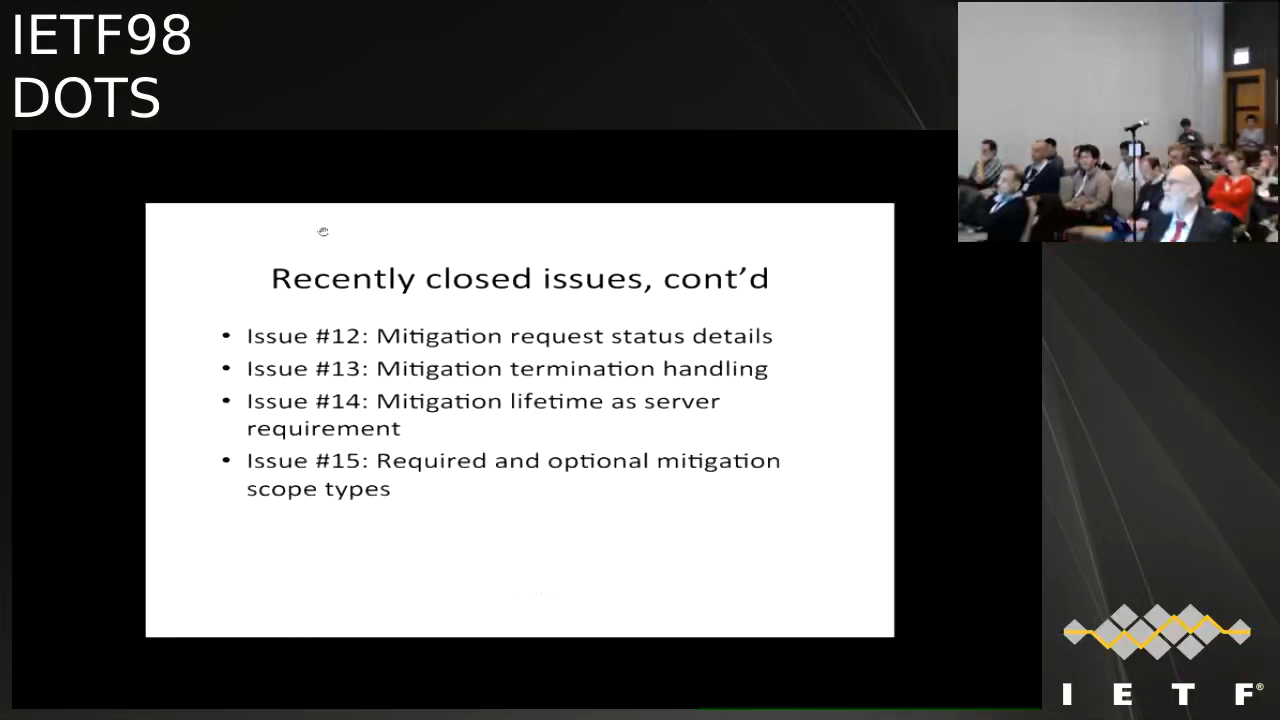 IETF98
DOTS
Recently closed issues, cont’d
• Issue #12: Mitigation request status details
• Issue #13: Mitigation termination handling
• Issue #14: Mitigation lifetime as server
requirement
• Issue #15: Required and optional mitigation
scope types
I E T F®